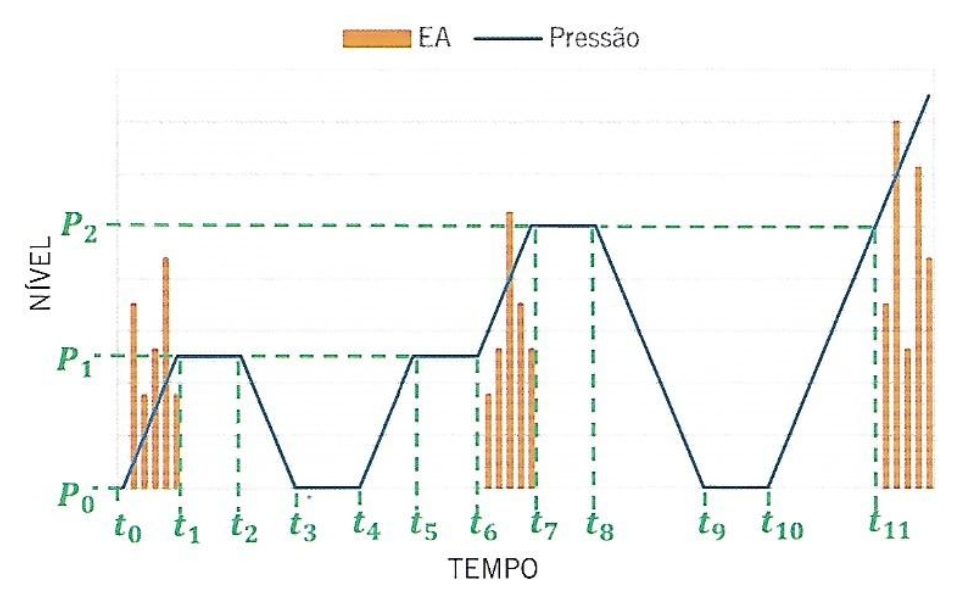 EA Pressão
NÍVEL
P₂
P₁
P₀
t₀ t₁ t₂ t₃ t₄ t₅ t₆ t₇ t₈ t₉ t₁₀ t₁₁
TEMPO